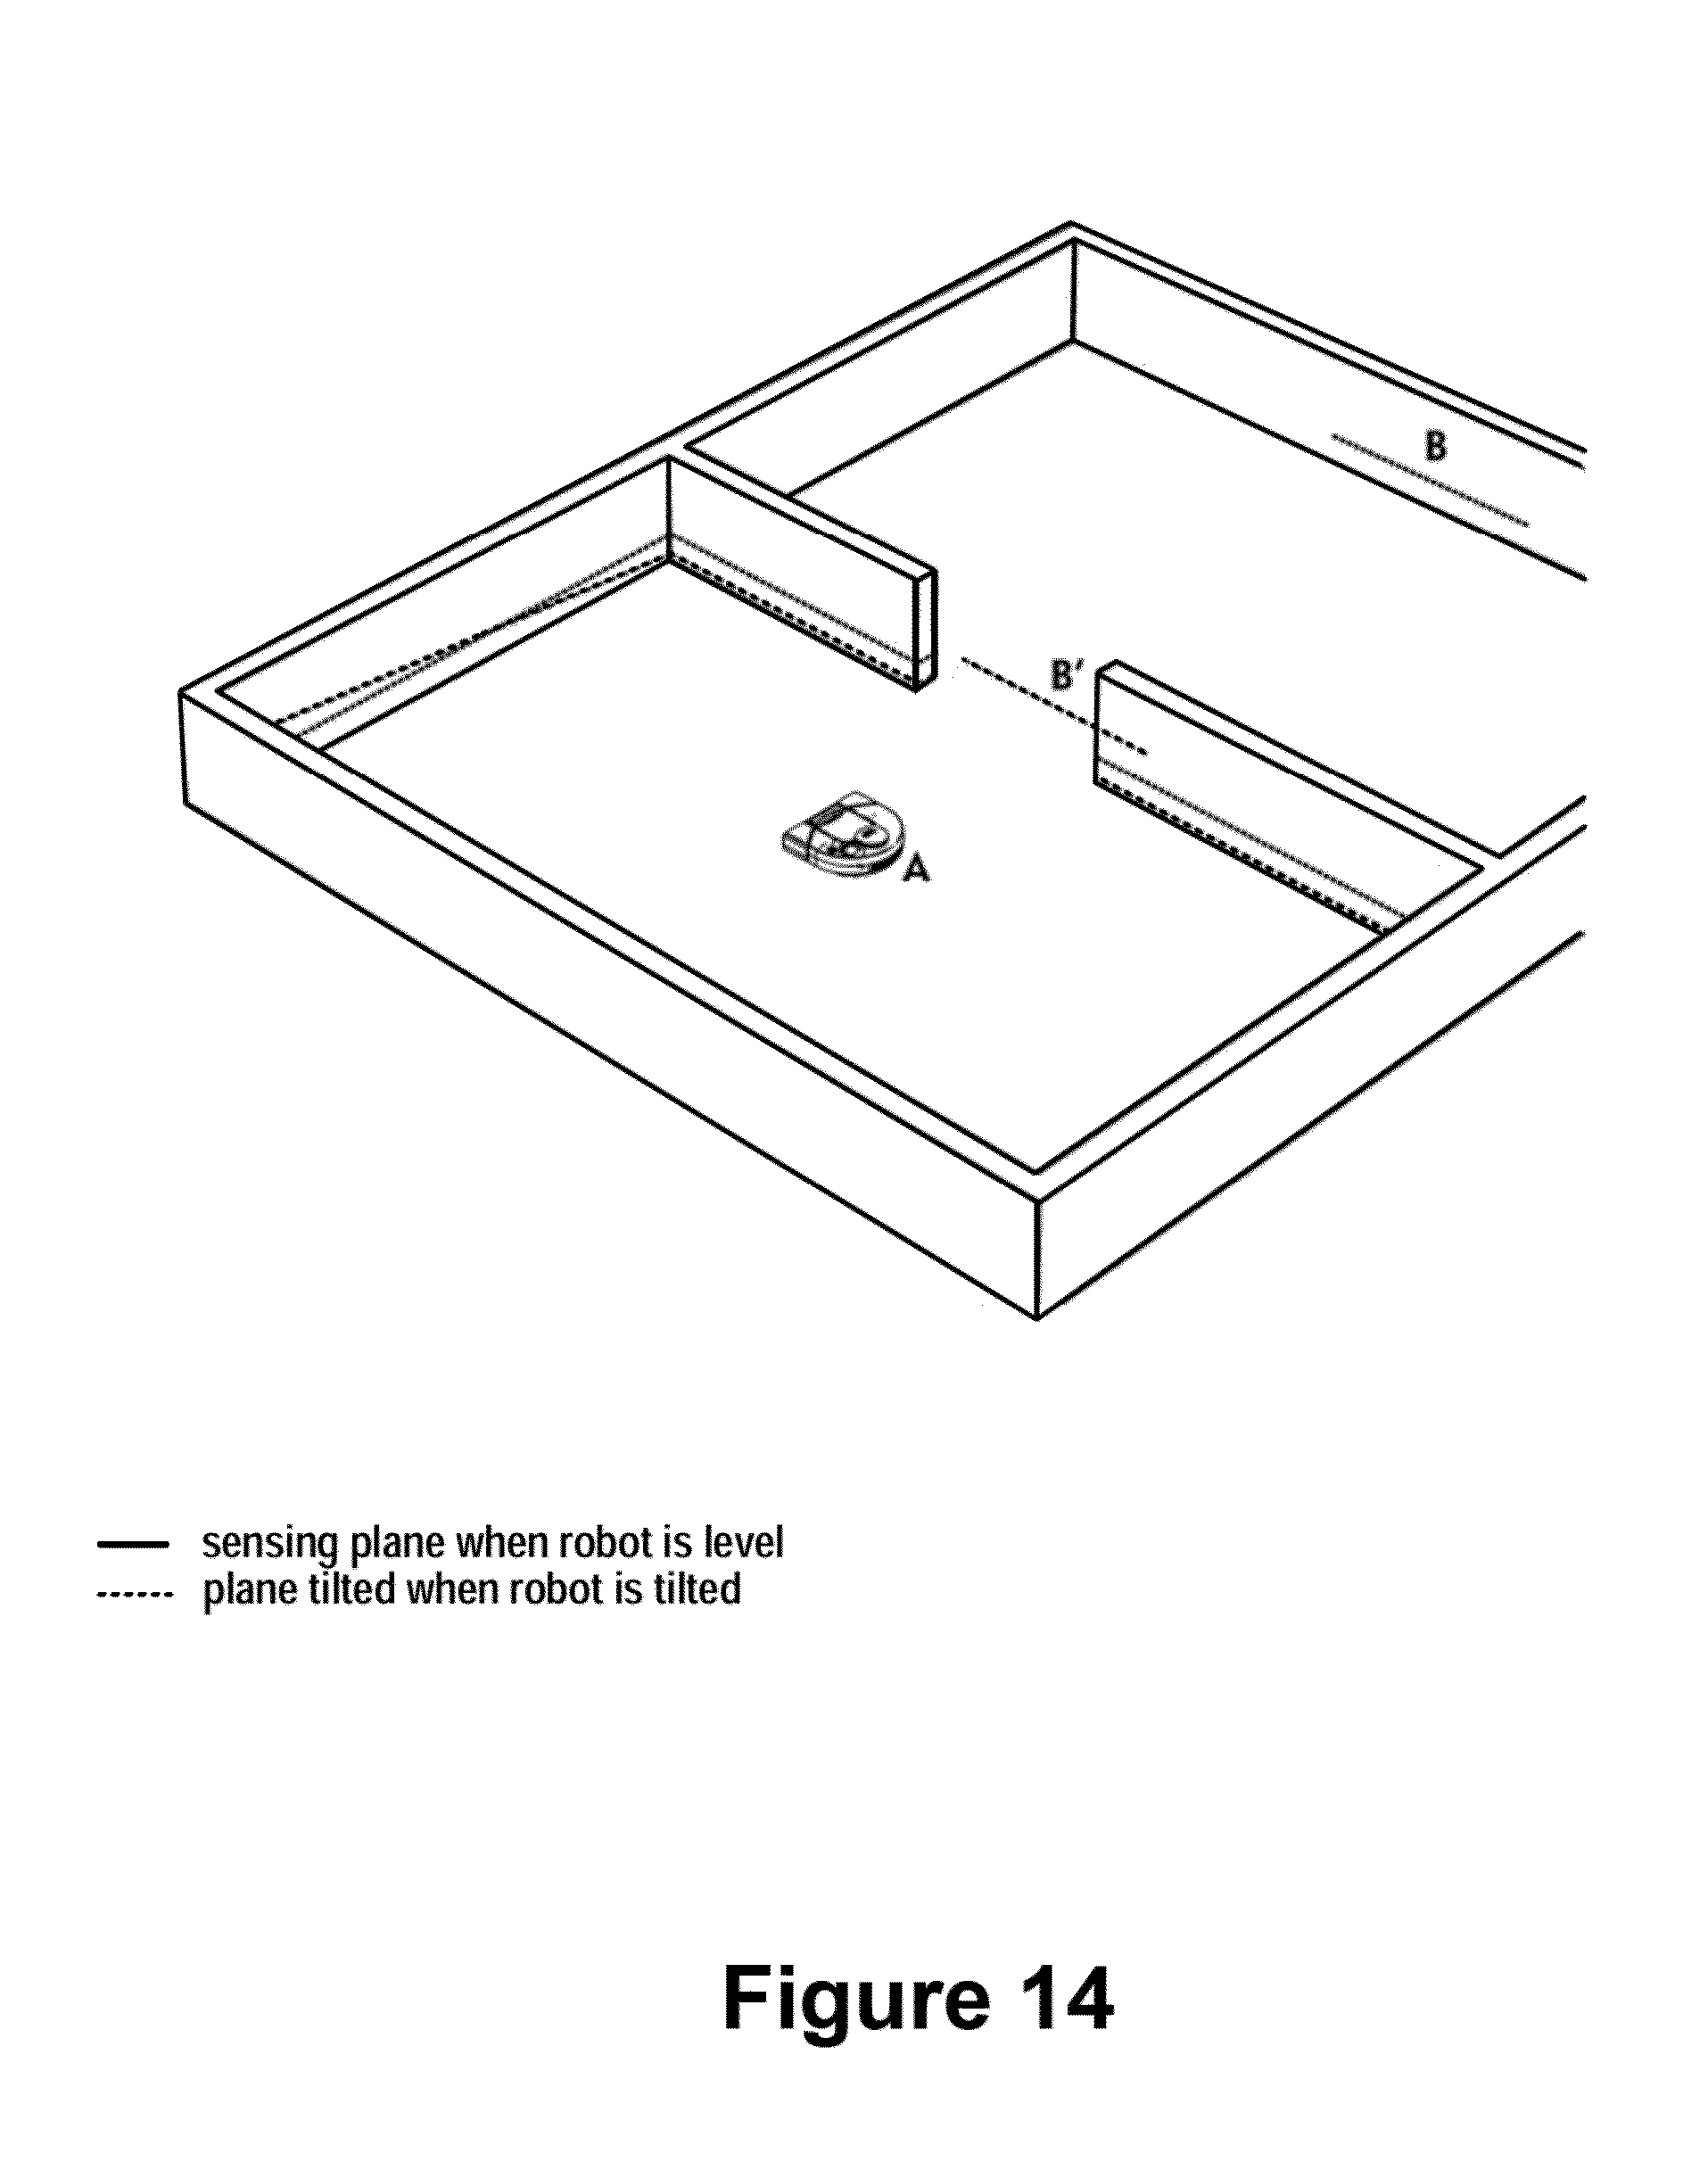 B
B′
A
sensing plane when robot is level
plane tilted when robot is tilted
Figure 14